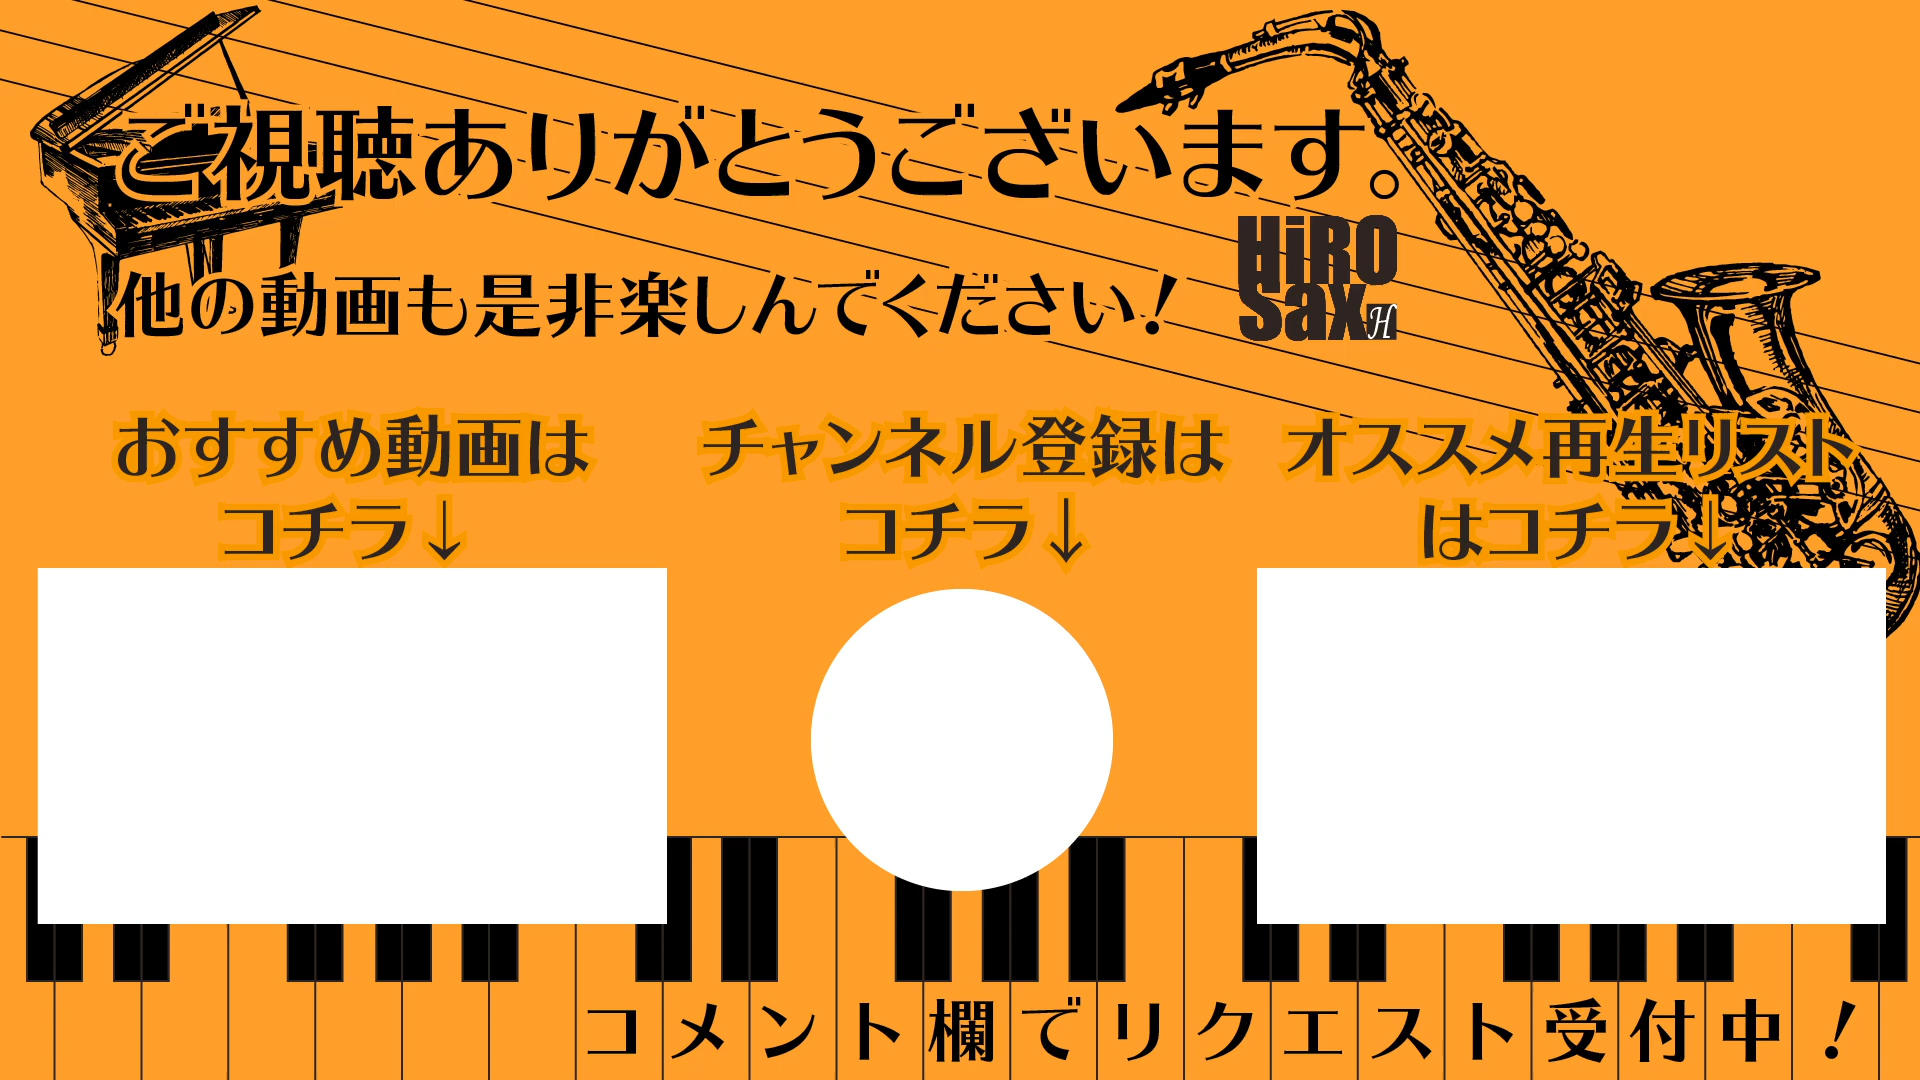 ご視聴ありがとうございます。
HiRO
Sax H
他の動画も是非楽しんでください!
おすすめ動画は
コチラ↓
チャンネル登録は
コチラ↓
オススメ再生リスト
はコチラ↓
コメント欄でリクエスト受付中!